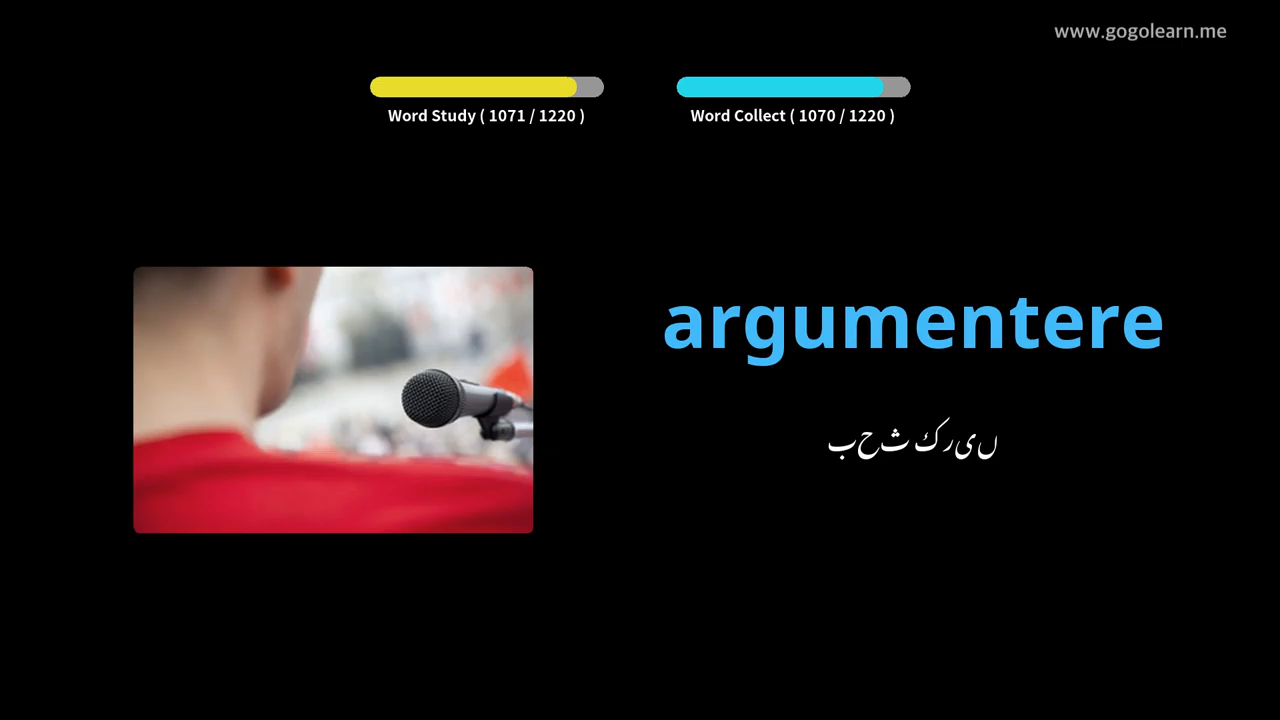 www.gogolearn.me
Word Study ( 1071 / 1220 )
Word Collect ( 1070 / 1220 )
argumentere
بحث کریں